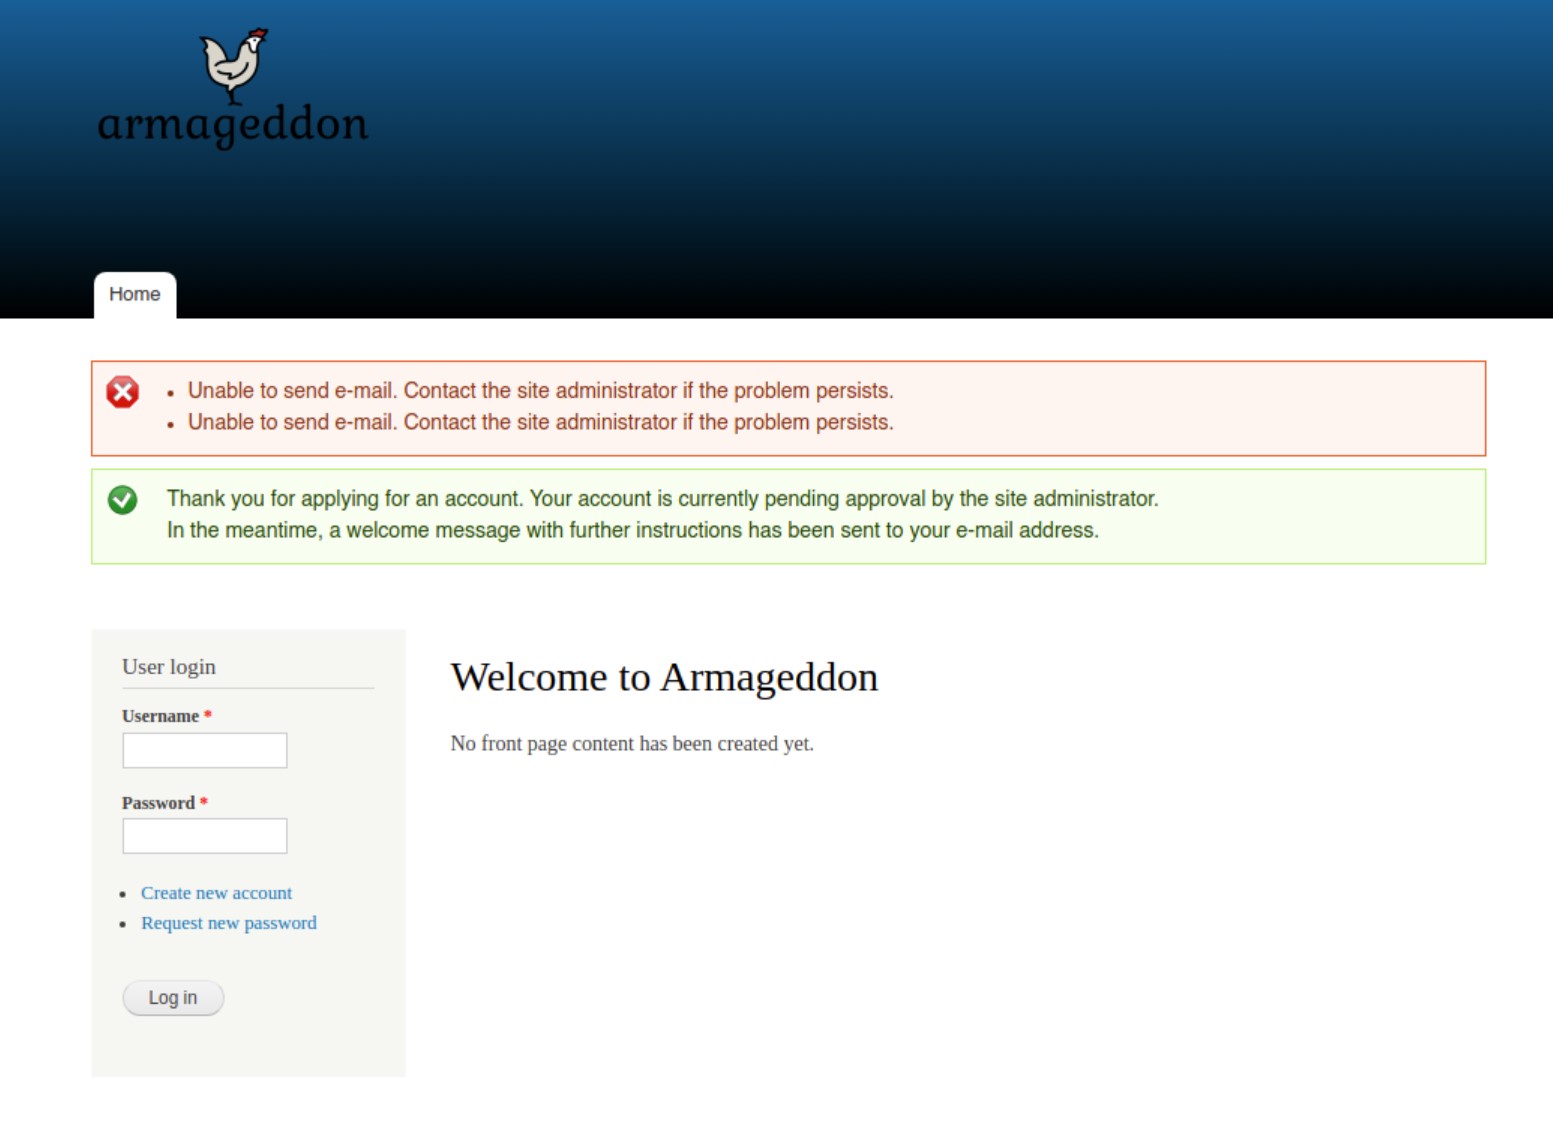 armageddon
Home
Unable to send e-mail. Contact the site administrator if the problem persists.
Unable to send e-mail. Contact the site administrator if the problem persists.
Thank you for applying for an account. Your account is currently pending approval by the site administrator.
In the meantime, a welcome message with further instructions has been sent to your e-mail address.
User login
Username *
Password *
Create new account
Request new password
Log in
Welcome to Armageddon
No front page content has been created yet.